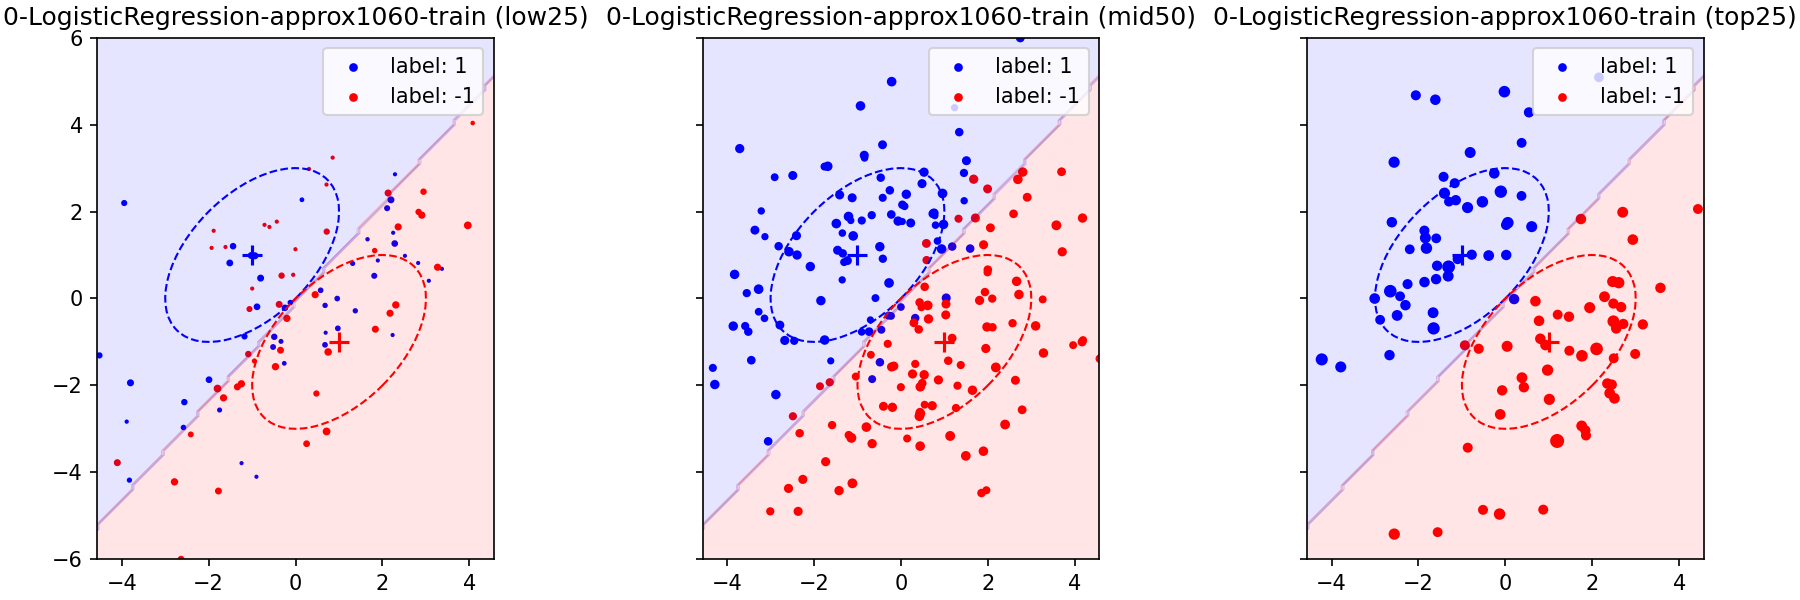 0-LogisticRegression-approx1060-train (low25)
0-LogisticRegression-approx1060-train (mid50)
0-LogisticRegression-approx1060-train (top25)
label: 1
label: -1
label: 1
label: -1
label: 1
label: -1
6
4
2
0
−2
−4
−6
−4 −2 0 2 4
−4 −2 0 2 4
−4 −2 0 2 4